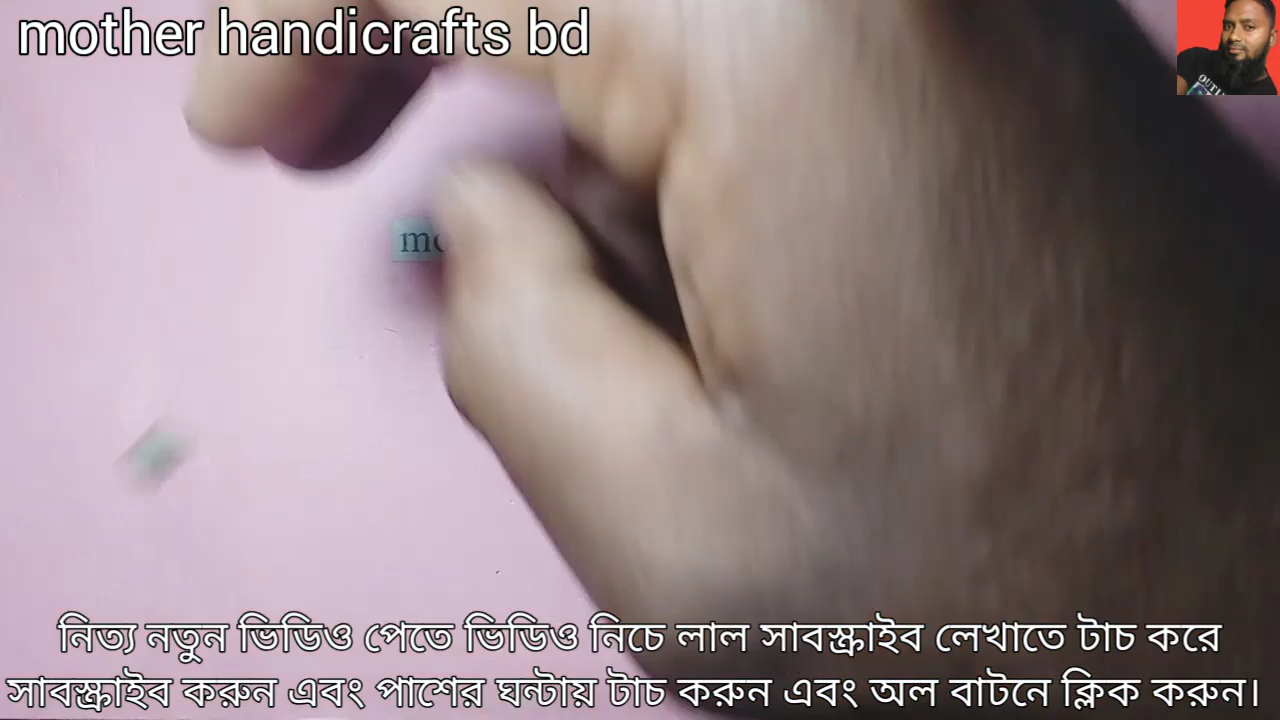 mother handicrafts bd
নিত্য নতুন ভিডিও পেতে ভিডিও নিচে লাল সাবস্ক্রাইব লেখাতে টাচ করে
সাবস্ক্রাইব করুন এবং পাশের ঘন্টায় টাচ করুন এবং অল বাটনে ক্লিক করুন।